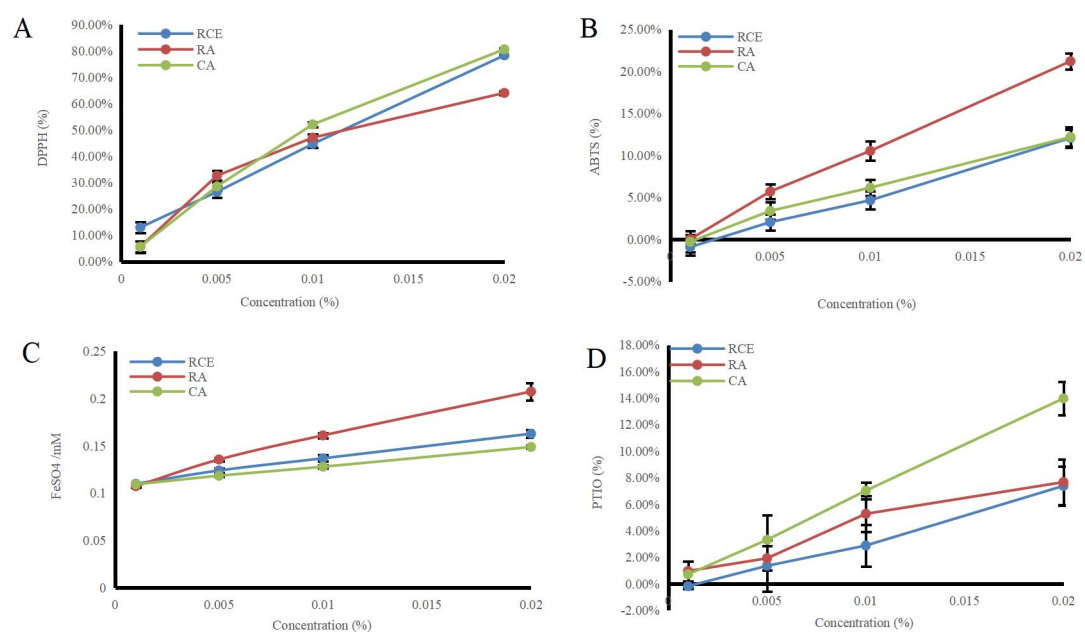 A
90.00%
80.00%
70.00%
60.00%
50.00%
40.00%
30.00%
20.00%
10.00%
0.00%
DPPH (%)
RCE
RA
CA
0
0.005
0.01
0.015
0.02
Concentration (%)
B
25.00%
20.00%
15.00%
10.00%
5.00%
0.00%
-5.00%
ABTS (%)
RCE
RA
CA
0
0.005
0.01
0.015
0.02
Concentration (%)
C
0.25
0.2
0.15
0.1
0.05
0
FeSO4 /mM
RCE
RA
CA
0
0.005
0.01
0.015
0.02
Concentration (%)
D
18.00%
16.00%
14.00%
12.00%
10.00%
8.00%
6.00%
4.00%
2.00%
0.00%
-2.00%
PTIO (%)
RCE
RA
CA
0
0.005
0.01
0.015
0.02
Concentration (%)